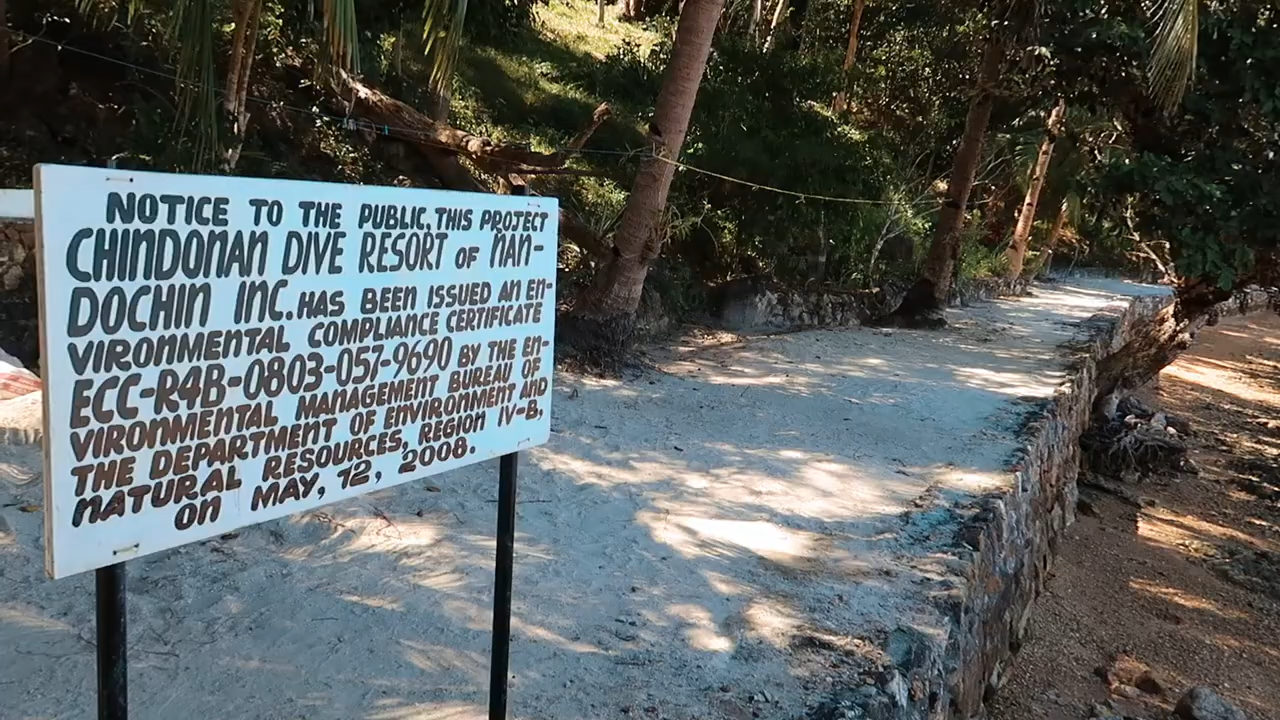 NOTICE TO THE PUBLIC, THIS PROJECT
CHINDONAN DIVE RESORT OF NAN-
DOCHIN INC. HAS BEEN ISSUED AN EN-
VIRONMENTAL COMPLIANCE CERTIFICATE
ECC-R4B-0803-057-9690 BY THE EN-
VIRONMENTAL MANAGEMENT BUREAU OF
THE DEPARTMENT OF ENVIRONMENT AND
NATURAL RESOURCES, REGION IV-B,
ON MAY, 12, 2008.